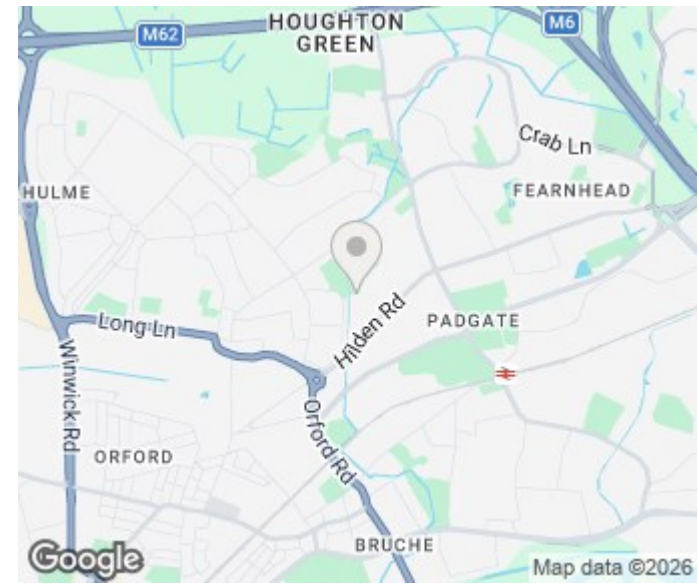 HOUGHTON
GREEN
M62
M6
Crab Ln
HULME
FEARNHEAD
Long Ln
Hilden Rd
PADGATE
Winwick Rd
Orford Rd
ORFORD
BRUCHE
Google
Map data ©2026